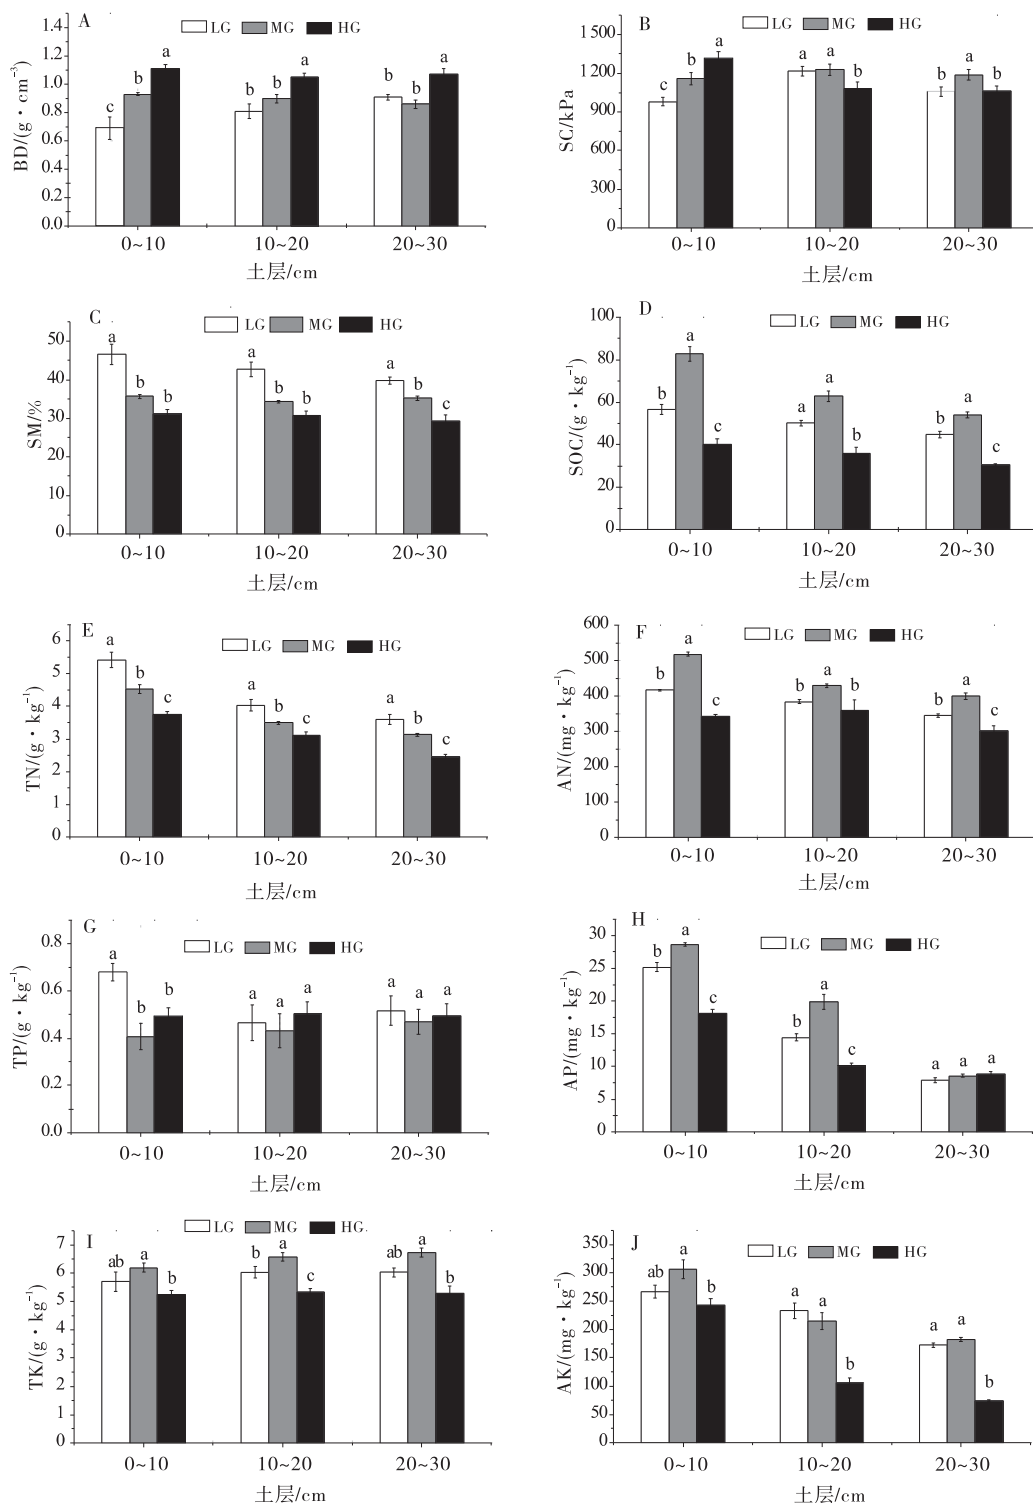 A
LG MG HG
BD/(g·cm⁻³)
1.4
1.2
1.0
0.8
0.6
0.4
0.2
0.0
c b a
b b a
b b a
0~10 10~20 20~30
土层/cm
B
LG MG HG
SC/kPa
1 500
1200
900
600
300
0
c b a
a a b
b a b
0~10 10~20 20~30
土层/cm
C
LG MG HG
SM/%
50
40
30
20
10
0
a b b
a b b
a b c
0~10 10~20 20~30
土层/cm
D
LG MG HG
SOC/(g·kg⁻¹)
100
80
60
40
20
0
b a c
a a b
b a c
0~10 10~20 20~30
土层/cm
E
LG MG HG
TN/(g·kg⁻¹)
6
5
4
3
2
1
0
a b c
a b c
a b c
0~10 10~20 20~30
土层/cm
F
LG MG HG
AN/(mg·kg⁻¹)
600
500
400
300
200
100
0
b a c
b a b
b a c
0~10 10~20 20~30
土层/cm
G
LG MG HG
TP/(g·kg⁻¹)
0.8
0.6
0.4
0.2
0.0
a b b
a a a
a a a
0~10 10~20 20~30
土层/cm
H
LG MG HG
AP/(mg·kg⁻¹)
30
25
20
15
10
5
0
b a c
b a c
a a a
0~10 10~20 20~30
土层/cm
I
LG MG HG
TK/(g·kg⁻¹)
7
6
5
4
3
2
1
0
ab a b
b a c
ab a b
0~10 10~20 20~30
土层/cm
J
LG MG HG
AK/(mg·kg⁻¹)
350
300
250
200
150
100
50
0
ab a b
a a b
a a b
0~10 10~20 20~30
土层/cm